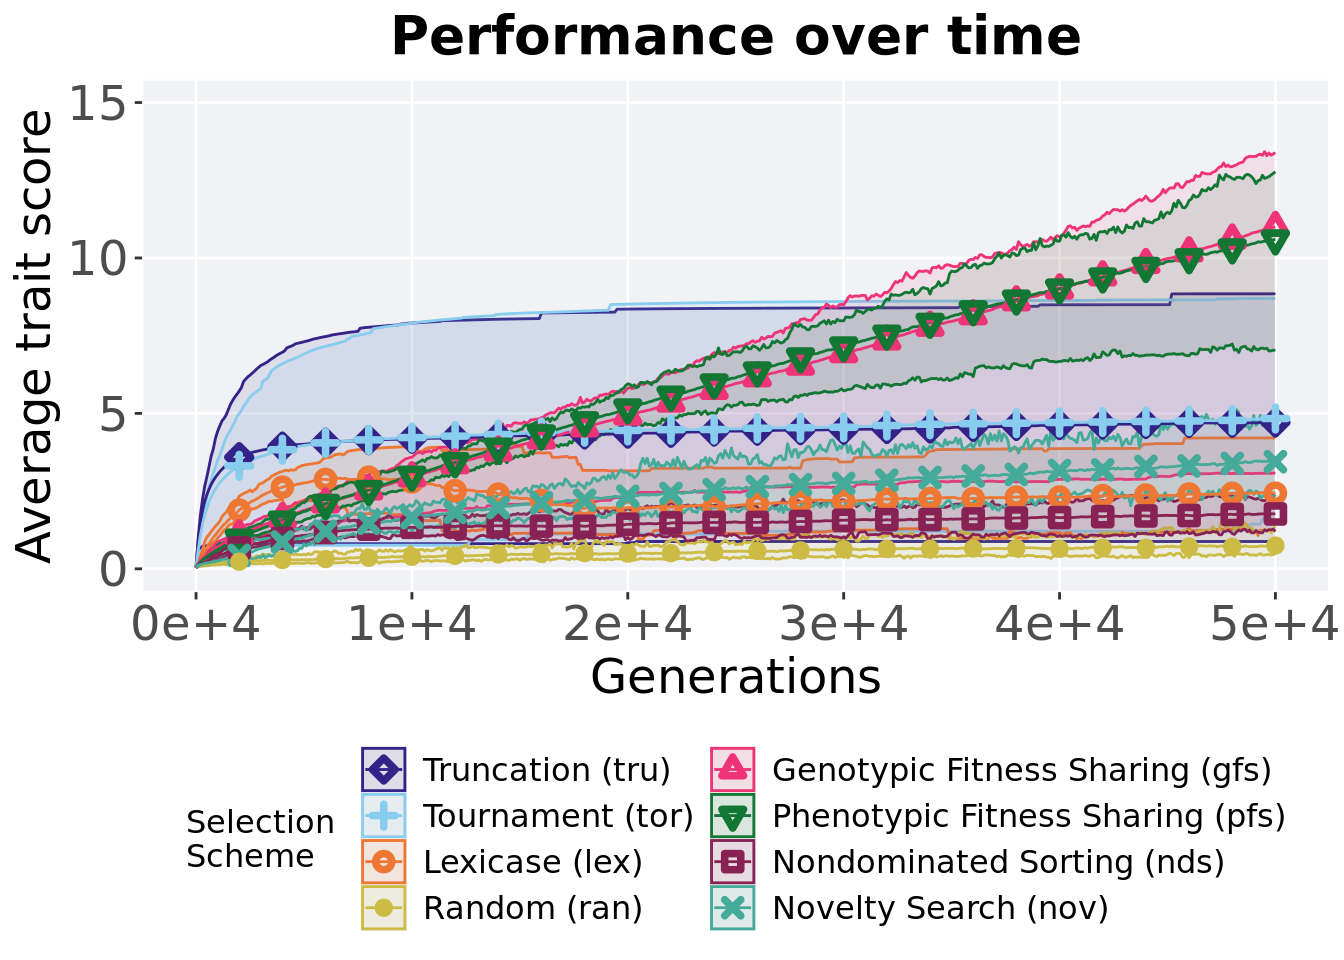 Performance over time
Average trait score
15
10
5
0
0e+4 1e+4 2e+4 3e+4 4e+4 5e+4
Generations
Selection
Scheme
Truncation (tru)
Tournament (tor)
Lexicase (lex)
Random (ran)
Genotypic Fitness Sharing (gfs)
Phenotypic Fitness Sharing (pfs)
Nondominated Sorting (nds)
Novelty Search (nov)